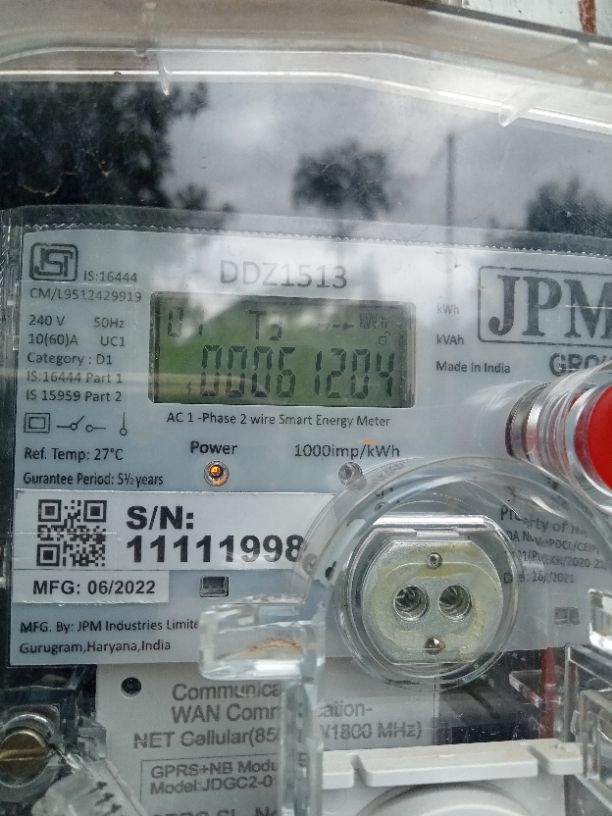 IS:16444
DDZ1513
CM/L9512429919
kWh
JPM
240 V 50Hz
10(60)A UC1
kVAh
Category : D1
00061204
Made in India
IS:16444 Part 1
IS 15959 Part 2
AC 1 -Phase 2 wire Smart Energy Meter
Ref. Temp: 27°C
Power
1000imp/kWh
Gurantee Period: 5½ years
S/N:
11111998
MFG: 06/2022
MFG. By: JPM Industries Limite
Gurugram,Haryana,India
Communica
WAN Comm cation-
NET Cellular(85 1800 MHz)
GPRS+NB Modu
Model:JDGC2-0